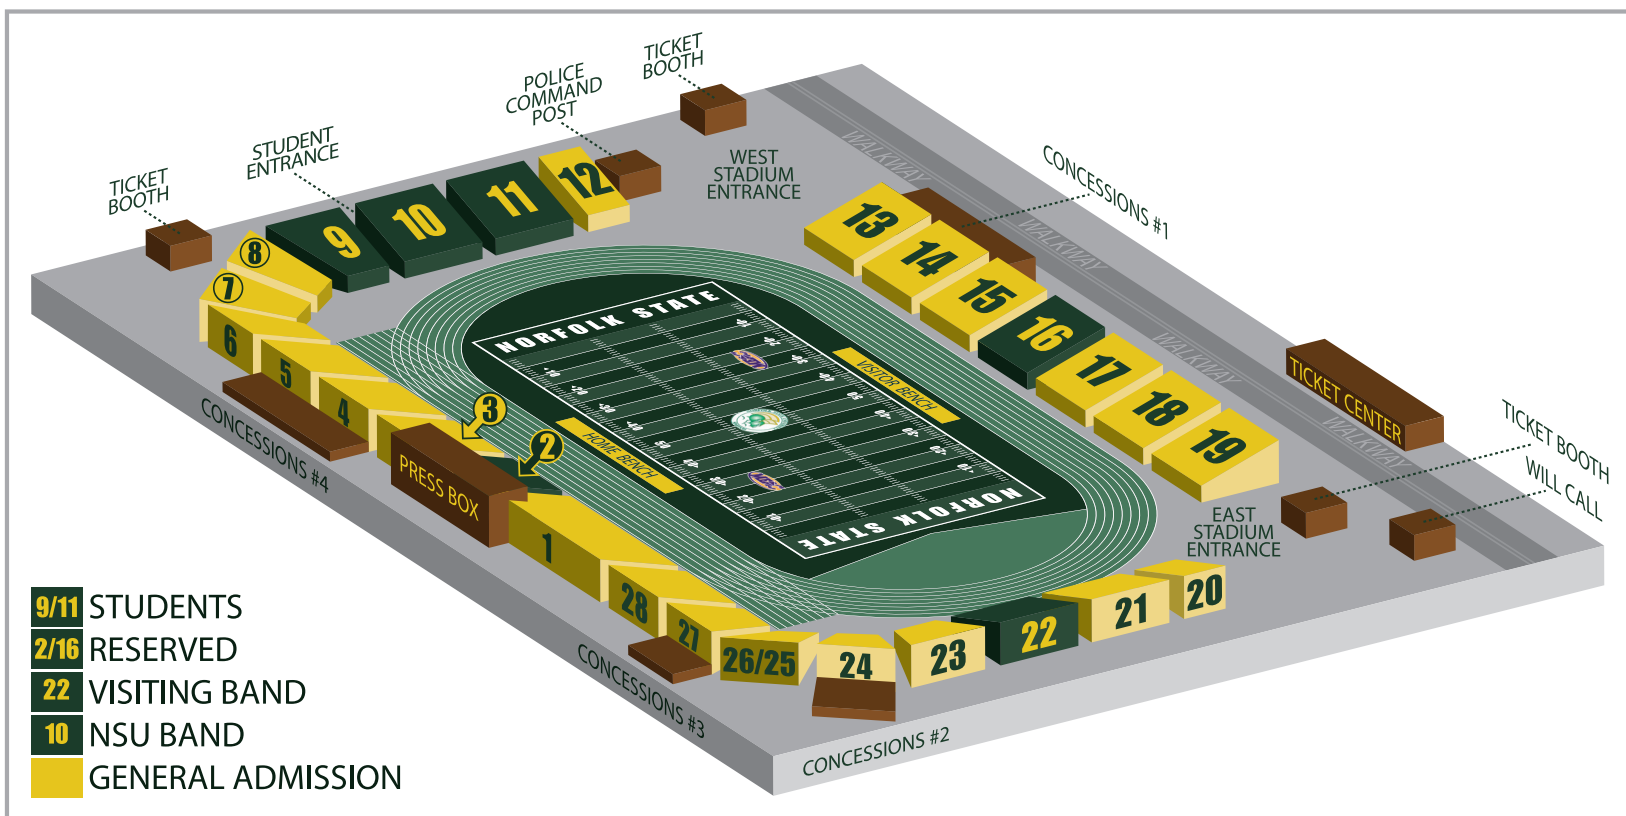 TICKET
BOOTH
POLICE
COMMAND
POST
STUDENT
ENTRANCE
TICKET
BOOTH
WEST
STADIUM
ENTRANCE
WALKWAY
CONCESSIONS #1
WALKWAY
WALKWAY
WALKWAY
12
11
10
9
8
7
6
5
4
3
2
1
13
14
15
16
17
18
19
NORFOLK STATE
VISITOR BENCH
HOME BENCH
NORFOLK STATE
PRESS BOX
CONCESSIONS #4
TICKET CENTER
TICKET BOOTH
WILL CALL
EAST
STADIUM
ENTRANCE
28
27
26/25
24
23
22
21
20
CONCESSIONS #3
CONCESSIONS #2
9/11 STUDENTS
2/16 RESERVED
22 VISITING BAND
10 NSU BAND
GENERAL ADMISSION